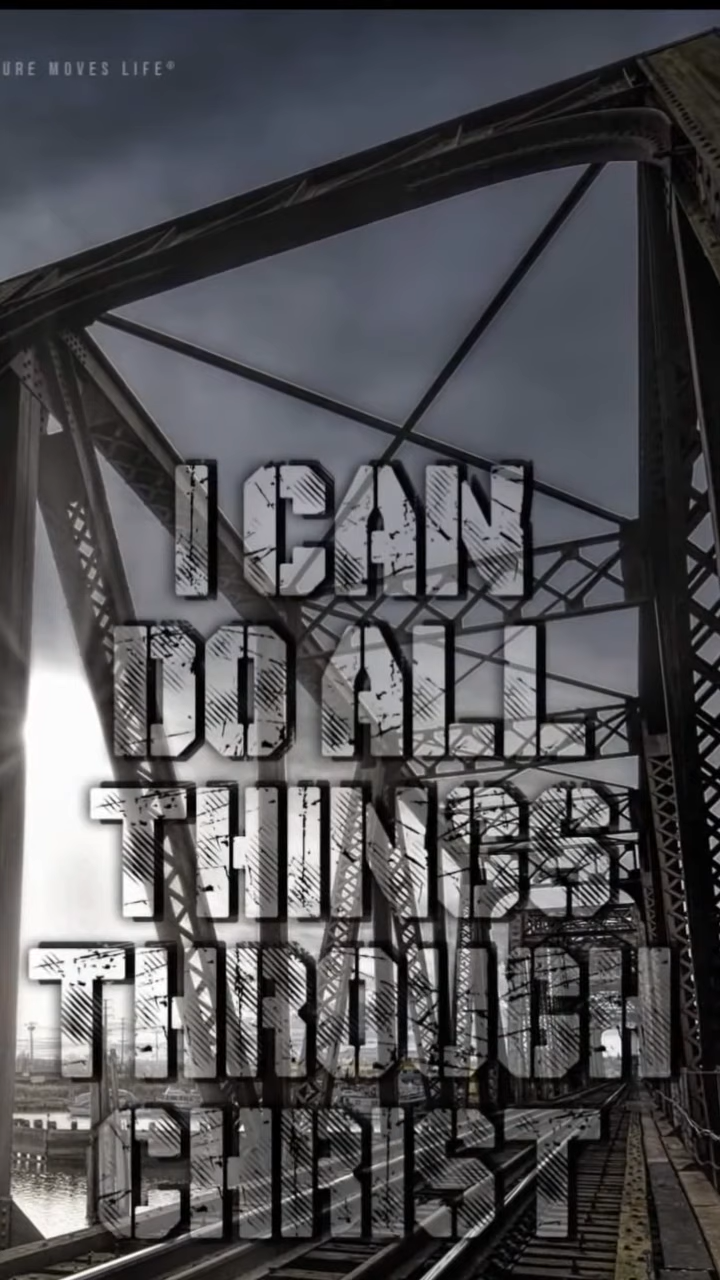 URE MOVES LIFE®
I CAN
DO ALL
THINGS
THROUGH
CHRIST